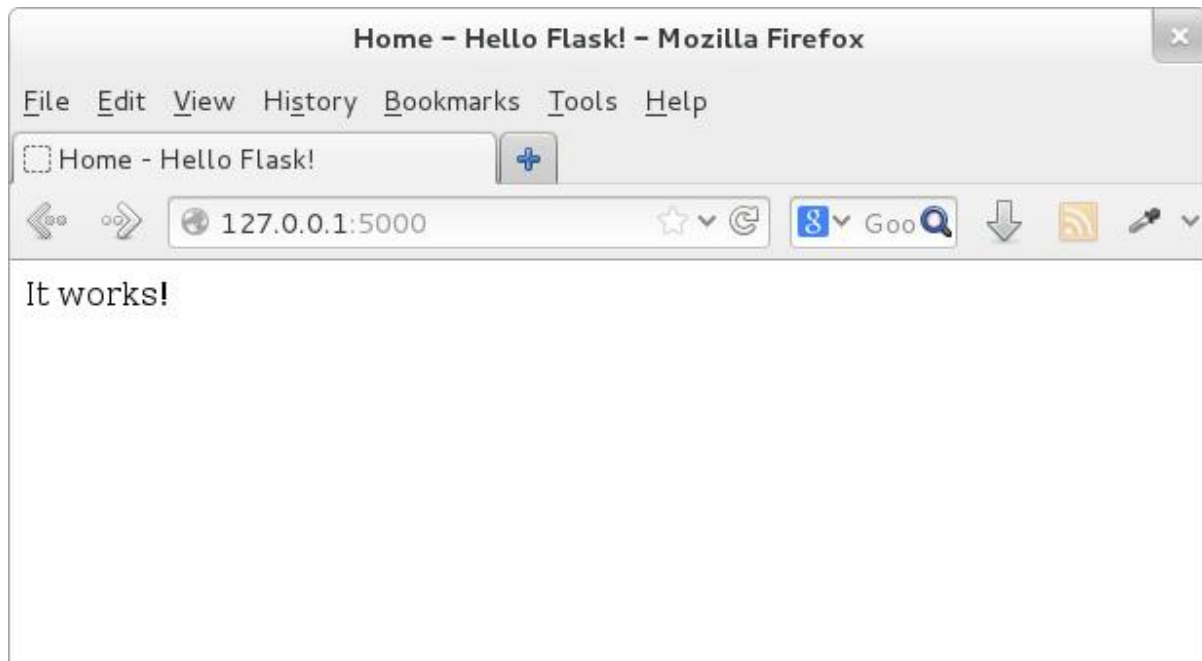 Home – Hello Flask! – Mozilla Firefox
File Edit View History Bookmarks Tools Help
Home - Hello Flask!
127.0.0.1:5000
8 Goo
It works!